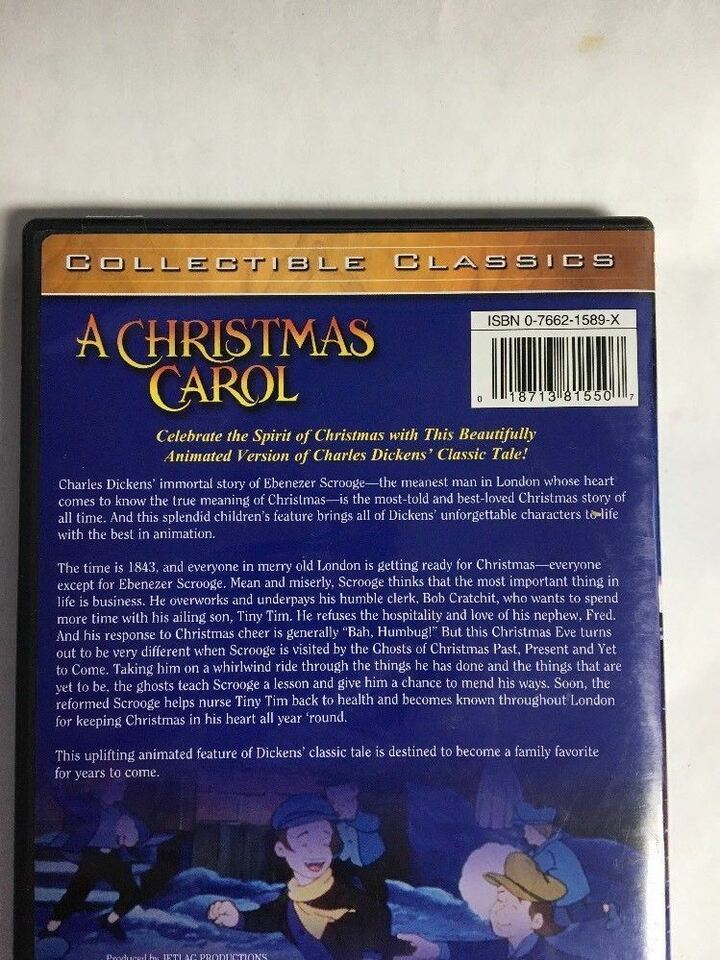 COLLECTIBLE CLASSICS
A CHRISTMAS
CAROL
ISBN 0-7662-1589-X
0 18713 81550 7
Celebrate the Spirit of Christmas with This Beautifully
Animated Version of Charles Dickens' Classic Tale!
Charles Dickens' immortal story of Ebenezer Scrooge—the meanest man in London whose heart
comes to know the true meaning of Christmas—is the most-told and best-loved Christmas story of
all time. And this splendid children's feature brings all of Dickens' unforgettable characters to life
with the best in animation.
The time is 1843, and everyone in merry old London is getting ready for Christmas—everyone
except for Ebenezer Scrooge. Mean and miserly, Scrooge thinks that the most important thing in
life is business. He overworks and underpays his humble clerk, Bob Cratchit, who wants to spend
more time with his ailing son, Tiny Tim. He refuses the hospitality and love of his nephew, Fred.
And his response to Christmas cheer is generally "Bah, Humbug!" But this Christmas Eve turns
out to be very different when Scrooge is visited by the Ghosts of Christmas Past, Present and Yet
to Come. Taking him on a whirlwind ride through the things he has done and the things that are
yet to be, the ghosts teach Scrooge a lesson and give him a chance to mend his ways. Soon, the
reformed Scrooge helps nurse Tiny Tim back to health and becomes known throughout London
for keeping Christmas in his heart all year 'round.
This uplifting animated feature of Dickens' classic tale is destined to become a family favorite
for years to come.
Produced by JETLAG PRODUCTIONS